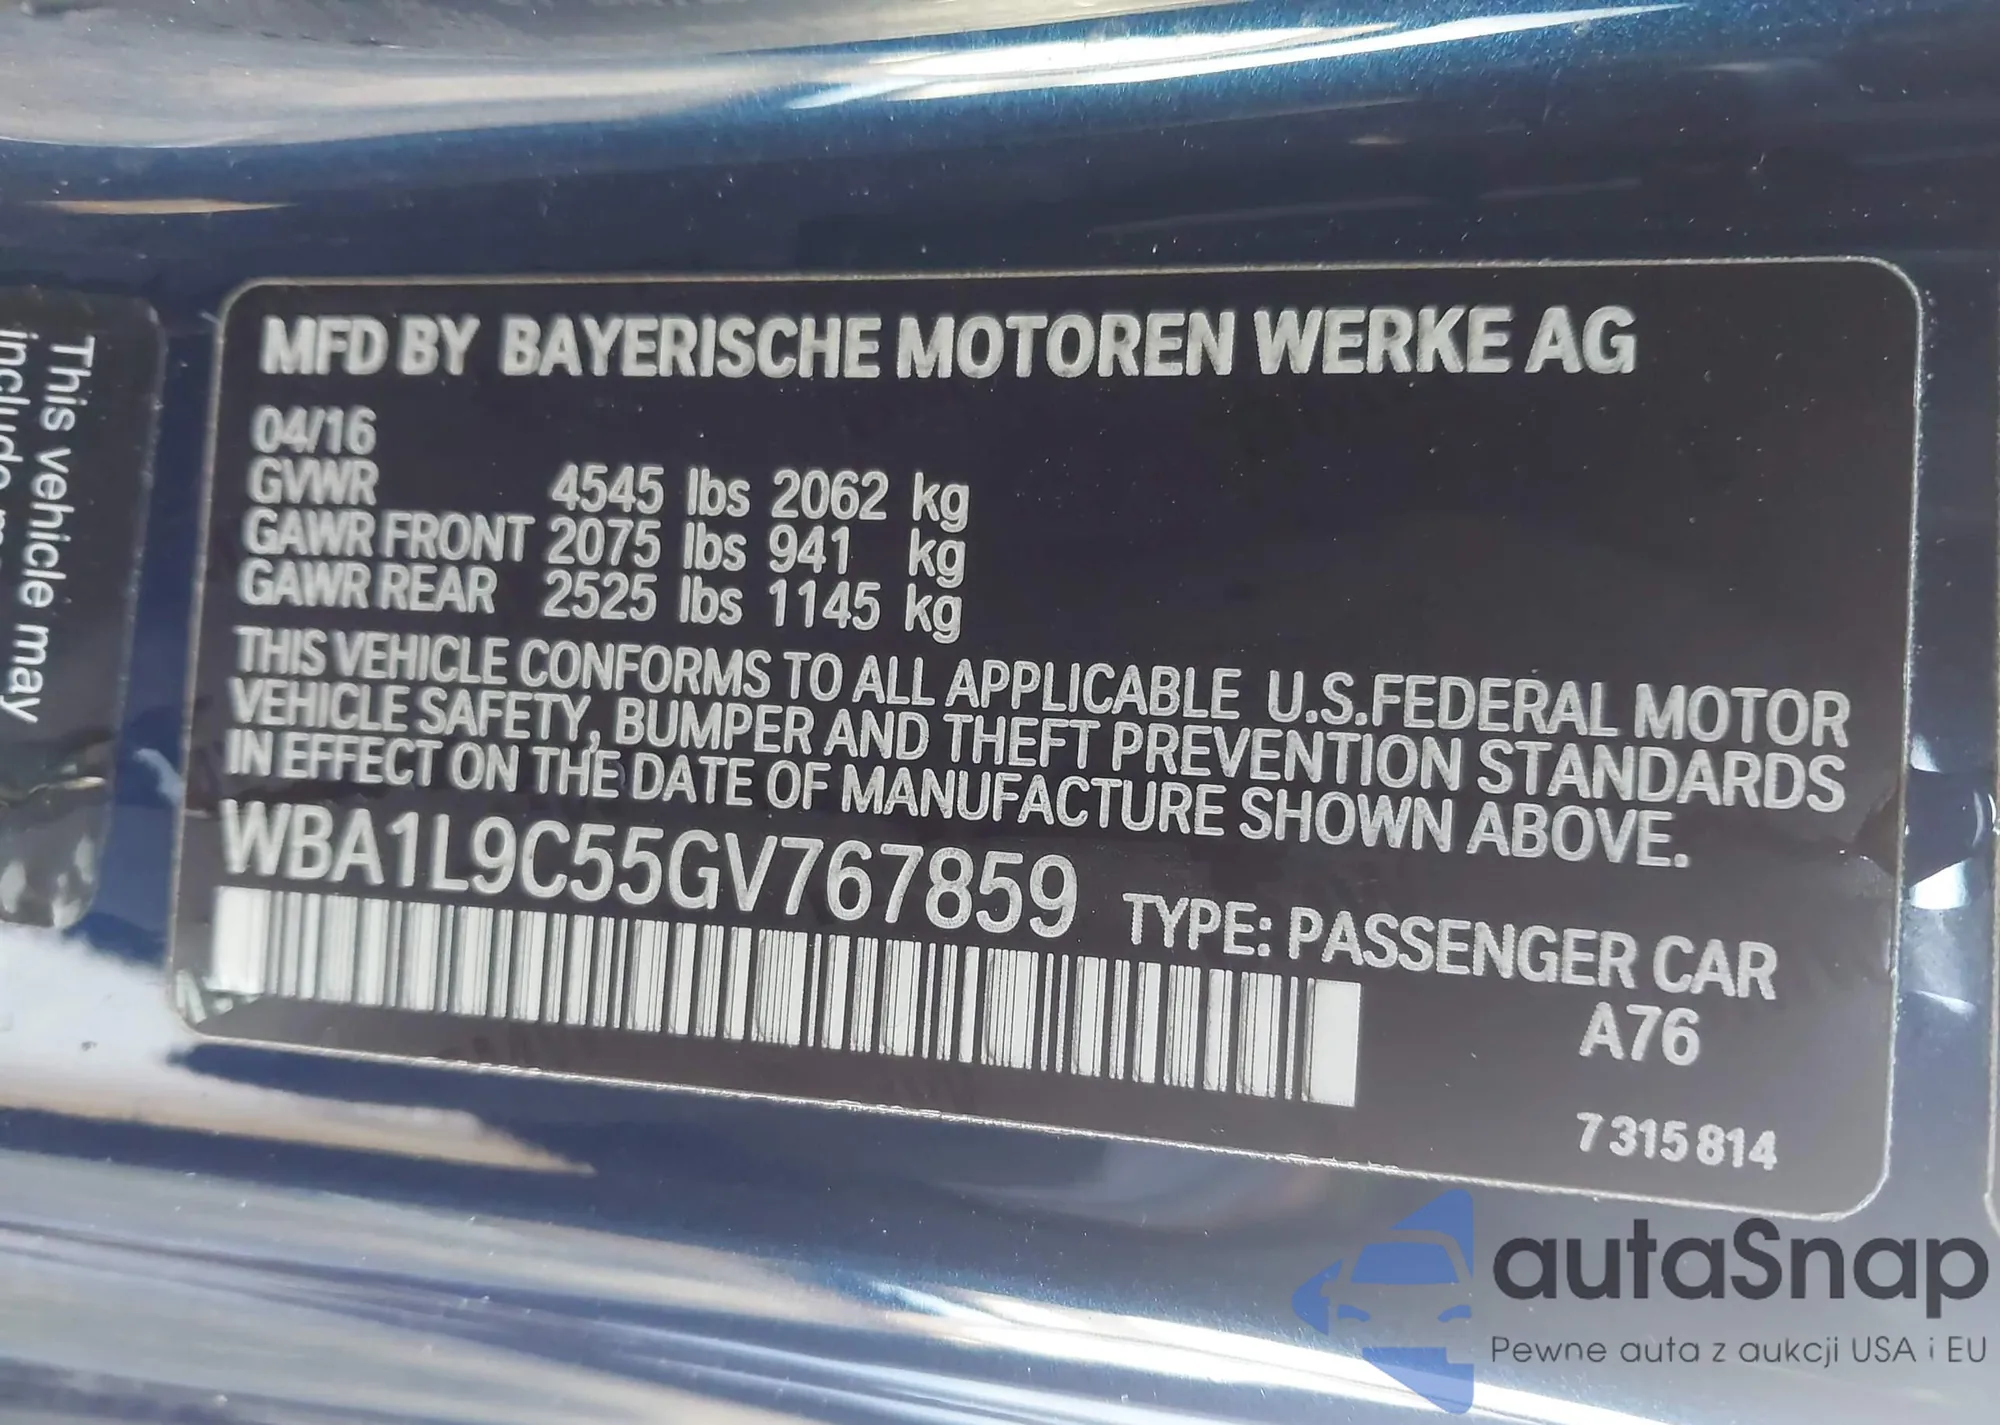 This vehicle may
MFD BY BAYERISCHE MOTOREN WERKE AG
04/16
GVWR 4545 lbs 2062 kg
GAWR FRONT 2075 lbs 941 kg
GAWR REAR 2525 lbs 1145 kg
THIS VEHICLE CONFORMS TO ALL APPLICABLE U.S.FEDERAL MOTOR
VEHICLE SAFETY, BUMPER AND THEFT PREVENTION STANDARDS
IN EFFECT ON THE DATE OF MANUFACTURE SHOWN ABOVE.
WBA1L9C55GV767859 TYPE: PASSENGER CAR
A76
7 315 814
autaSnap
Pewne auta z aukcji USA i EU